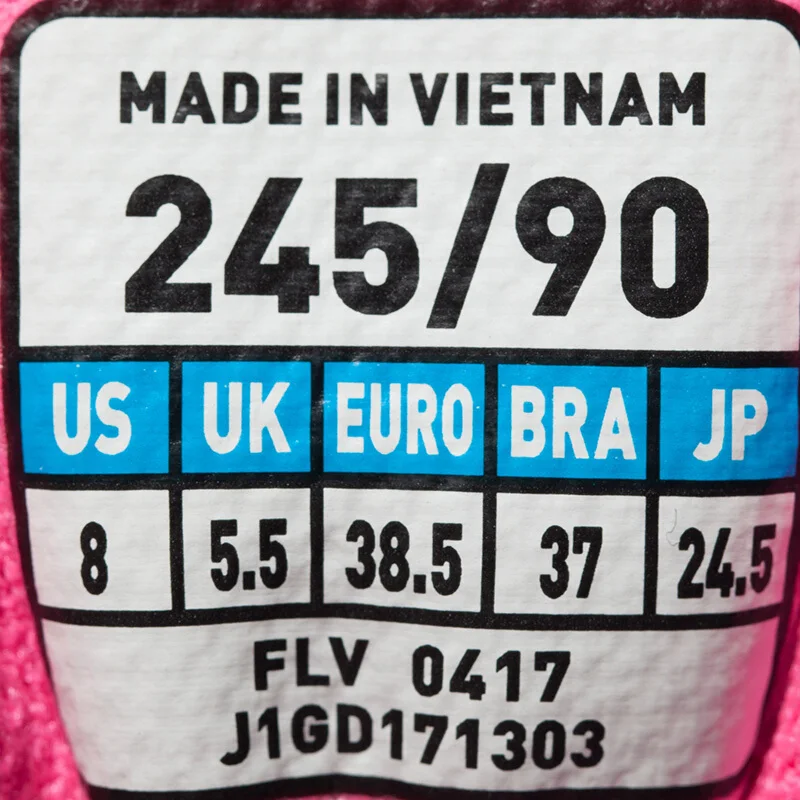 MADE IN VIETNAM
245/90
US UK EURO BRA JP
8 5.5 38.5 37 24.5
FLV 0417
J1GD171303